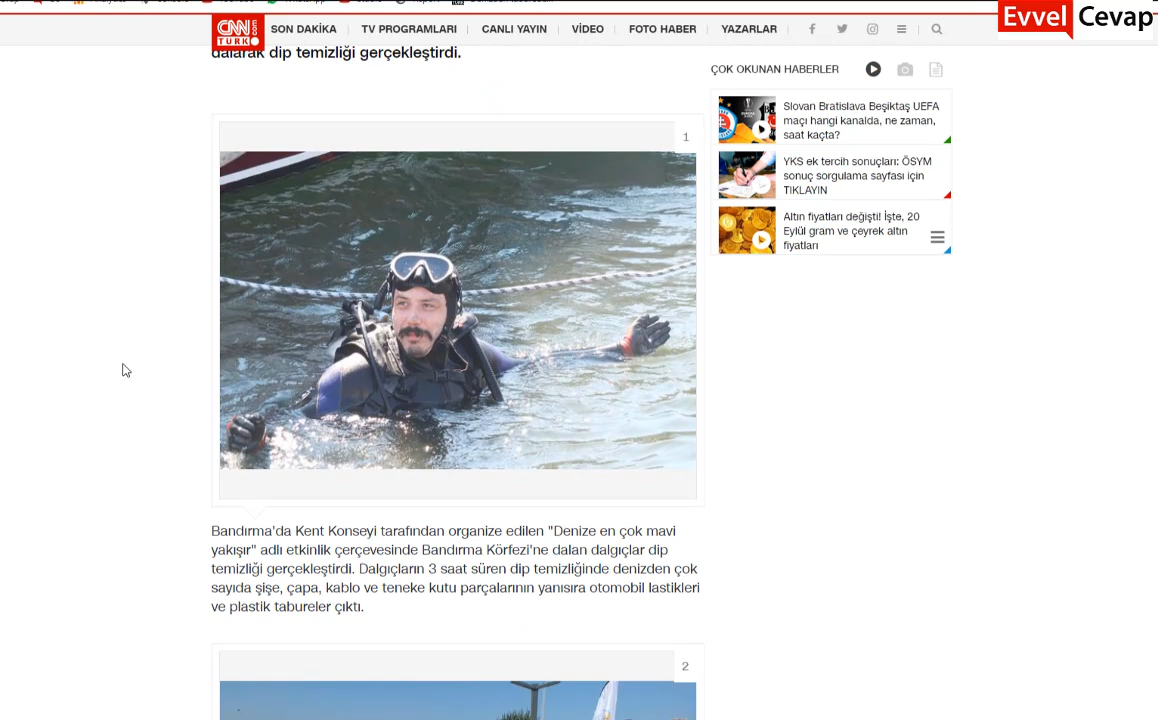 CNN
TURK
.COM
SON DAKİKA
TV PROGRAMLARI
CANLI YAYIN
VİDEO
FOTO HABER
YAZARLAR
Evvel Cevap
dalarak dip temizliği gerçekleştirdi.
ÇOK OKUNAN HABERLER
Slovan Bratislava Beşiktaş UEFA
maçı hangi kanalda, ne zaman,
saat kaçta?
YKS ek tercih sonuçları: ÖSYM
sonuç sorgulama sayfası için
TIKLAYIN
Altın fiyatları değişti! İşte, 20
Eylül gram ve çeyrek altın
fiyatları
1
Bandırma'da Kent Konseyi tarafından organize edilen "Denize en çok mavi
yakışır" adlı etkinlik çerçevesinde Bandırma Körfezi'ne dalan dalgıçlar dip
temizliği gerçekleştirdi. Dalgıçların 3 saat süren dip temizliğinde denizden çok
sayıda şişe, çapa, kablo ve teneke kutu parçalarının yanısıra otomobil lastikleri
ve plastik tabureler çıktı.
2